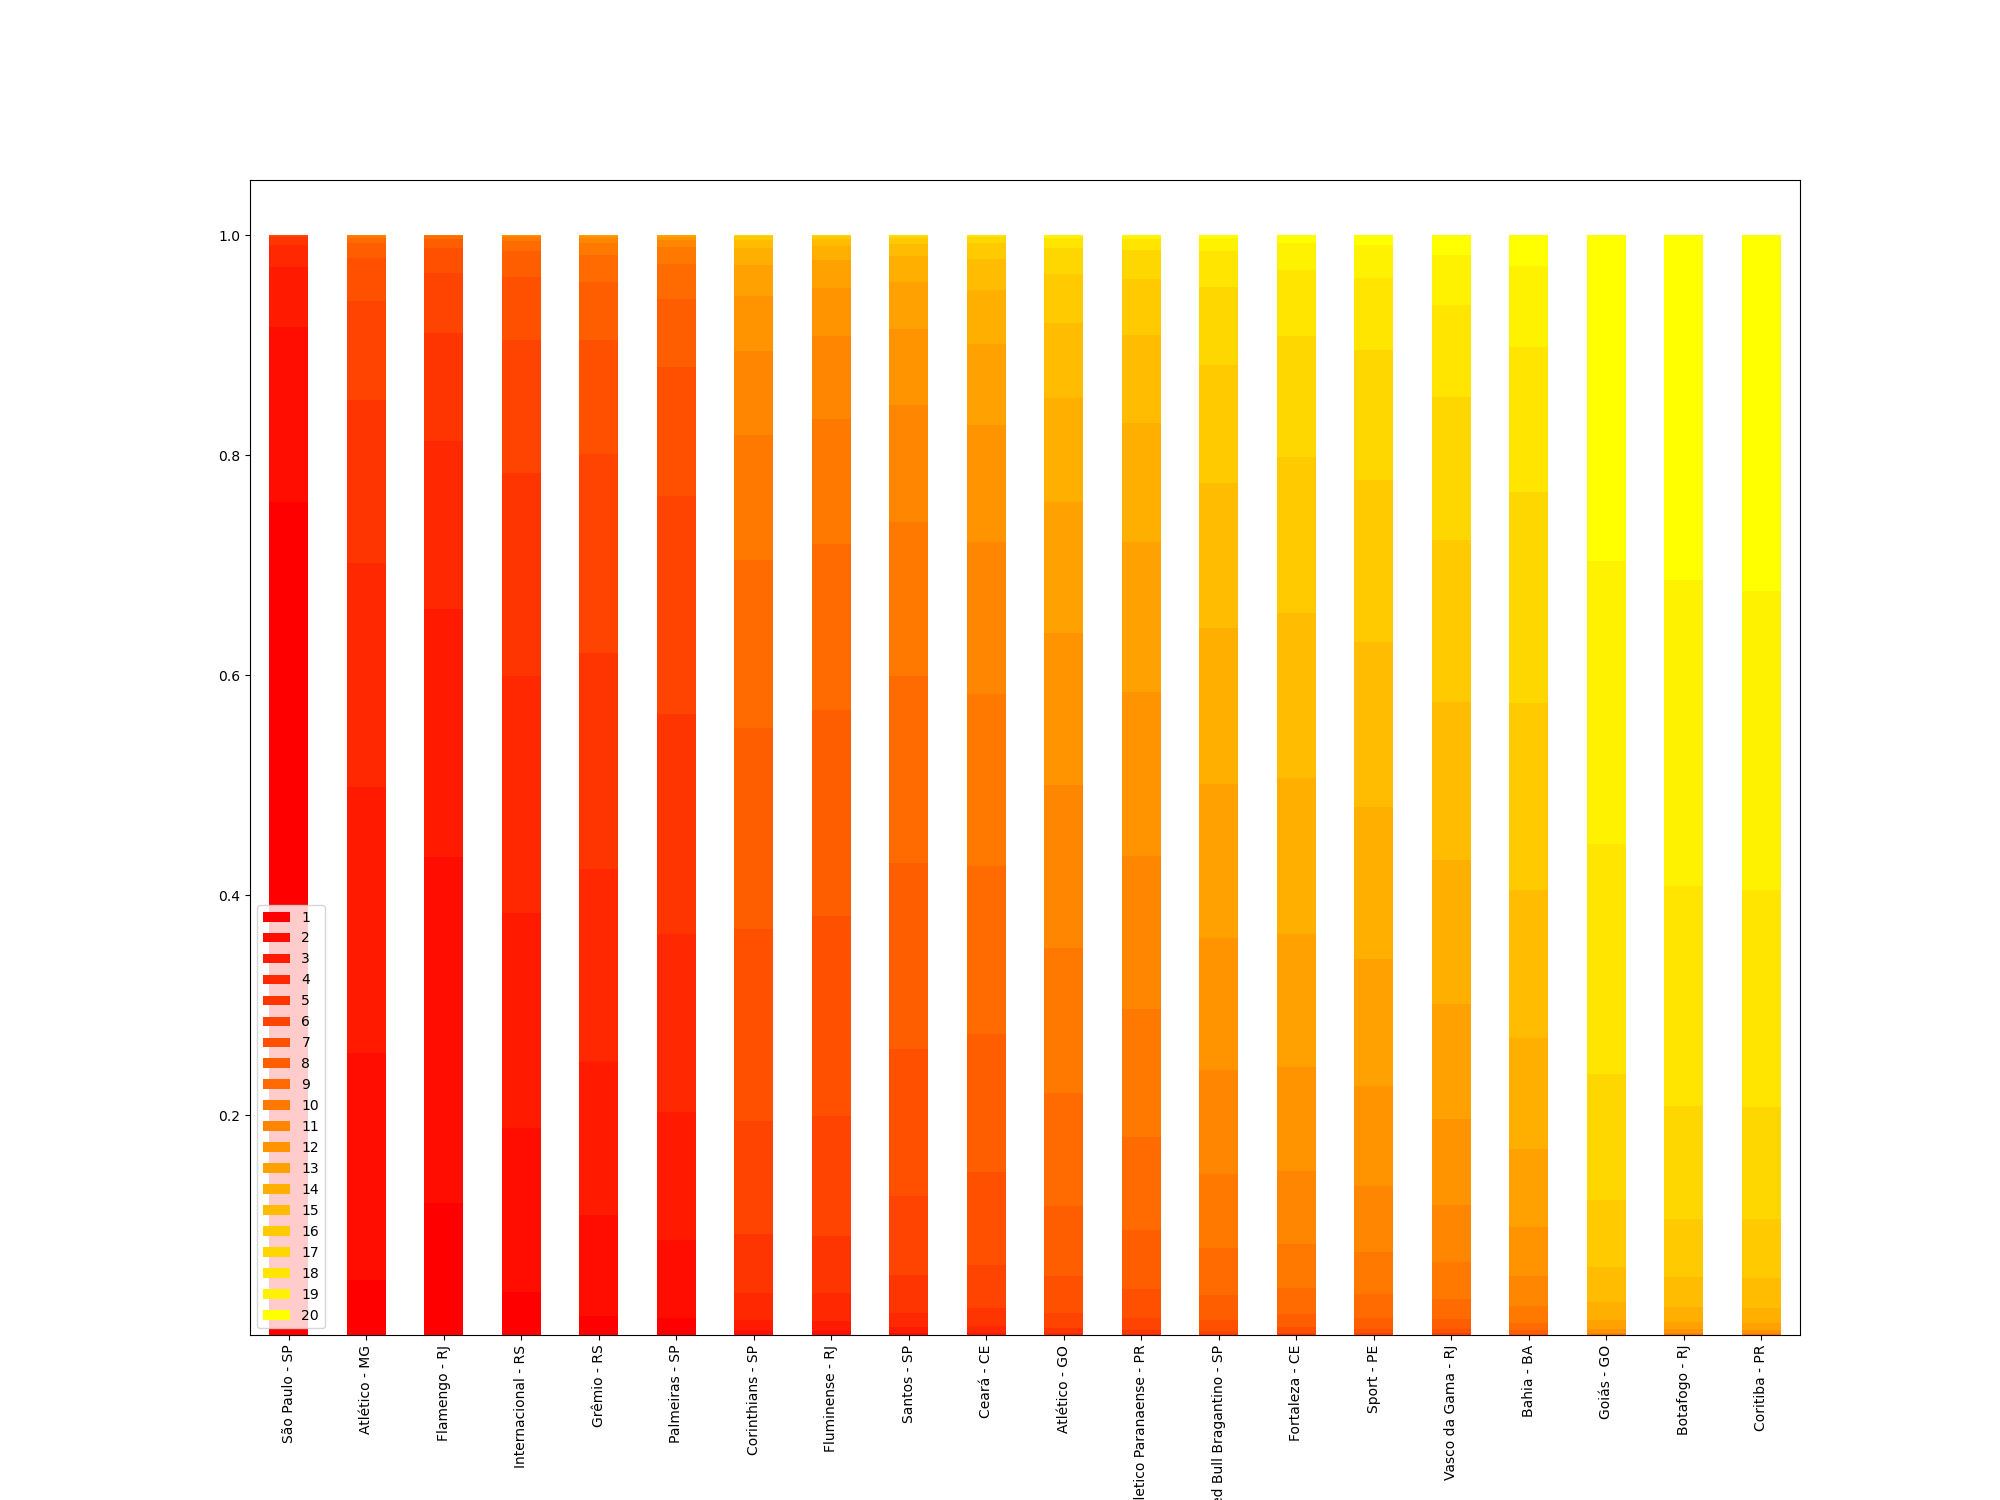 1.0
0.8
0.6
0.4
0.2
1
2
3
4
5
6
7
8
9
10
11
12
13
14
15
16
17
18
19
20
São Paulo - SP
Atlético - MG
Flamengo - RJ
Internacional - RS
Grêmio - RS
Palmeiras - SP
Corinthians - SP
Fluminense - RJ
Santos - SP
Ceará - CE
Atlético - GO
letico Paranaense - PR
ed Bull Bragantino - SP
Fortaleza - CE
Sport - PE
Vasco da Gama - RJ
Bahia - BA
Goiás - GO
Botafogo - RJ
Coritiba - PR